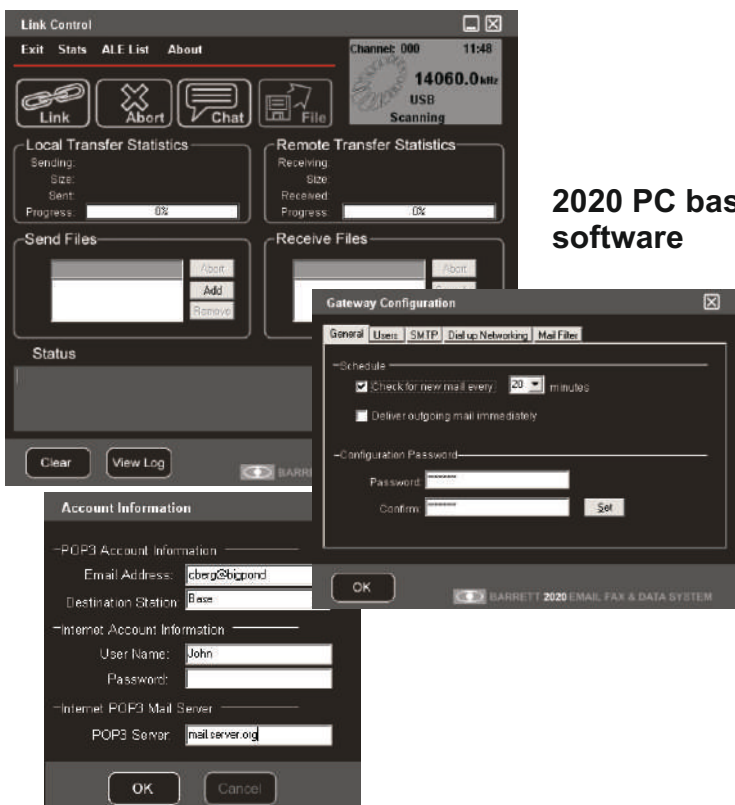 Link Control
Exit Stats ALE List About
Channel: 000 11:48
14060.0 kHz
USB
Scanning
Link Abort Chat File
Local Transfer Statistics
Sending:
Size:
Sent:
Progress: 0%
Remote Transfer Statistics
Receiving:
Size:
Received:
Progress: 0%
Send Files
Abort
Add
Remove
Receive Files
Abort
Status
Clear View Log
2020 PC bas
software
Gateway Configuration
General Users SMTP Dial up Networking Mail Filter
Schedule
Check for new mail every: 20 minutes
Deliver outgoing mail immediately
Configuration Password
Password: *******
Confirm: *******
Set
OK
BARRETT 2020 EMAIL, FAX & DATA SYSTEM
Account Information
POP3 Account Information
Email Address: cberg@bigpond
Destination Station: Base
Internet Account Information
User Name: John
Password:
Internet POP3 Mail Server
POP3 Server: mail.server.org
OK Cancel